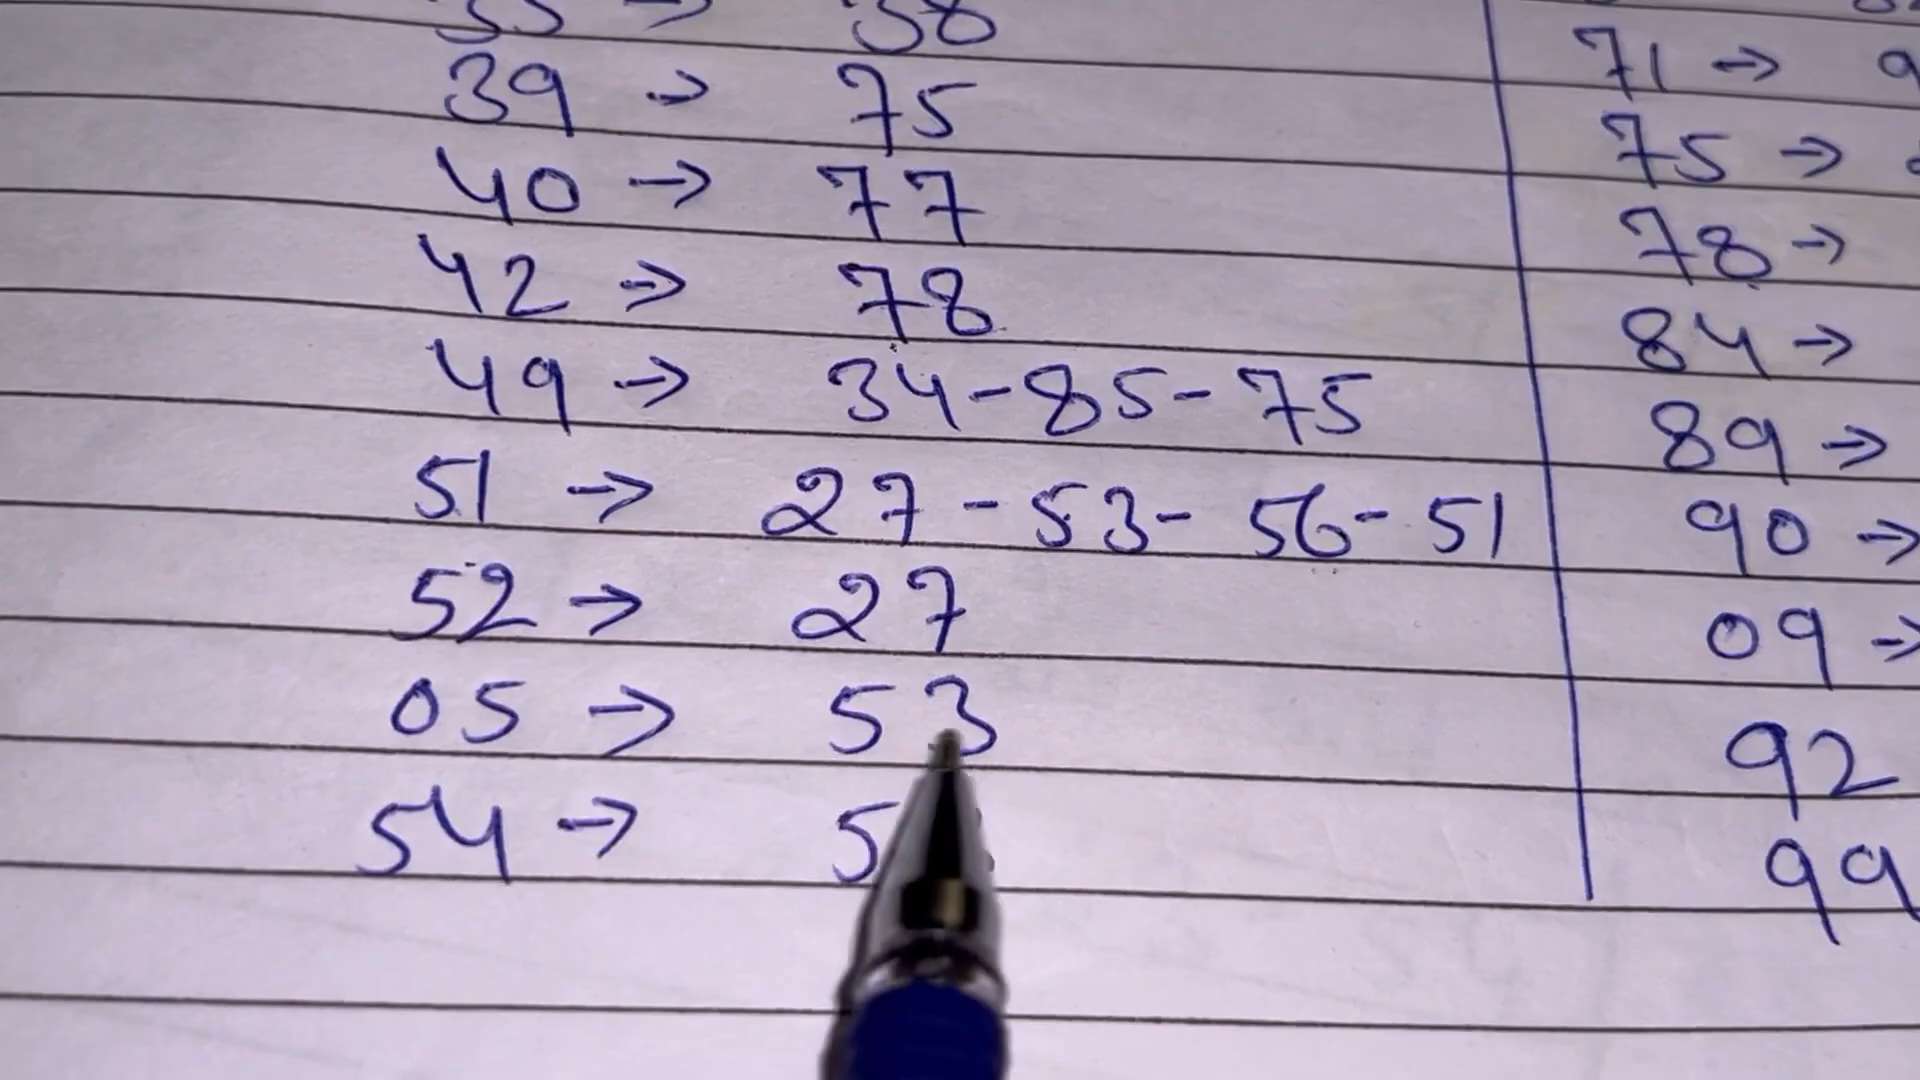 39 → 75
40 → 77
42 → 78
49 → 34-85-75
51 → 27-53-56-51
52 → 27
05 → 53
54 →
71 →
75 →
78 →
84 →
89 →
90 →
09 →
92
99